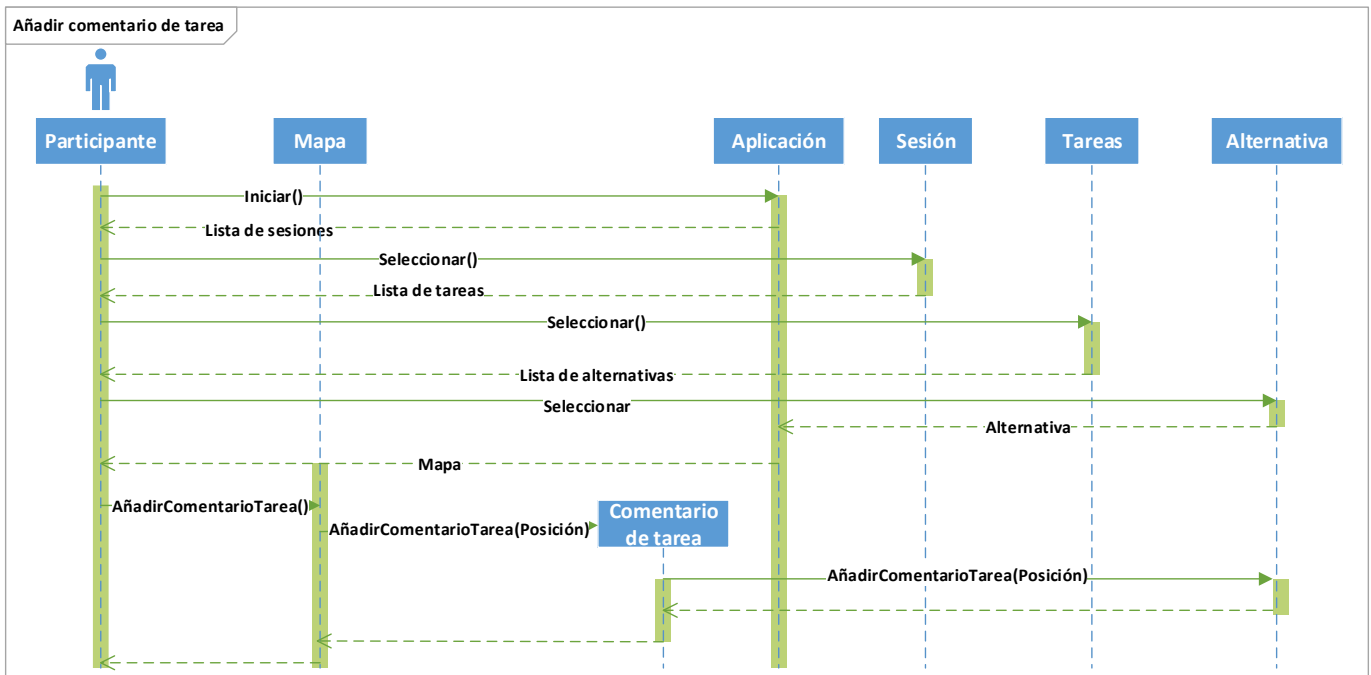 Añadir comentario de tarea
Participante
Mapa
Aplicación
Sesión
Tareas
Alternativa
Iniciar()
Lista de sesiones
Seleccionar()
Lista de tareas
Seleccionar()
Lista de alternativas
Seleccionar
Alternativa
Mapa
AñadirComentarioTarea()
AñadirComentarioTarea(Posición)
Comentario
de tarea
AñadirComentarioTarea(Posición)